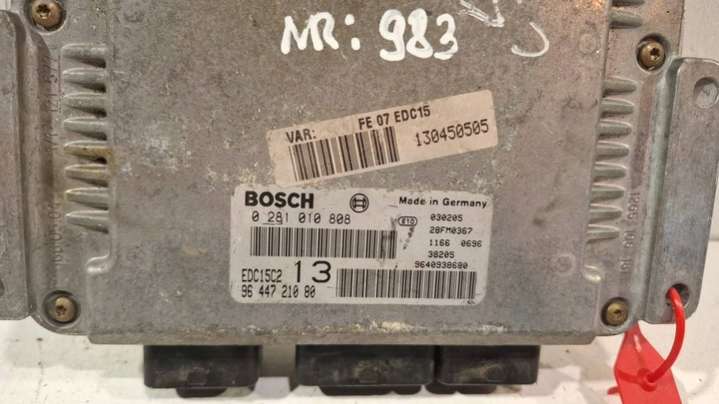 NR: 983
VAR:
FE 07 EDC15
130450505
BOSCH
Made in Germany
0 281 010 808
030205
28FM0367
1166 0696
38205
9640938680
EDC15C2
13
96 447 210 80